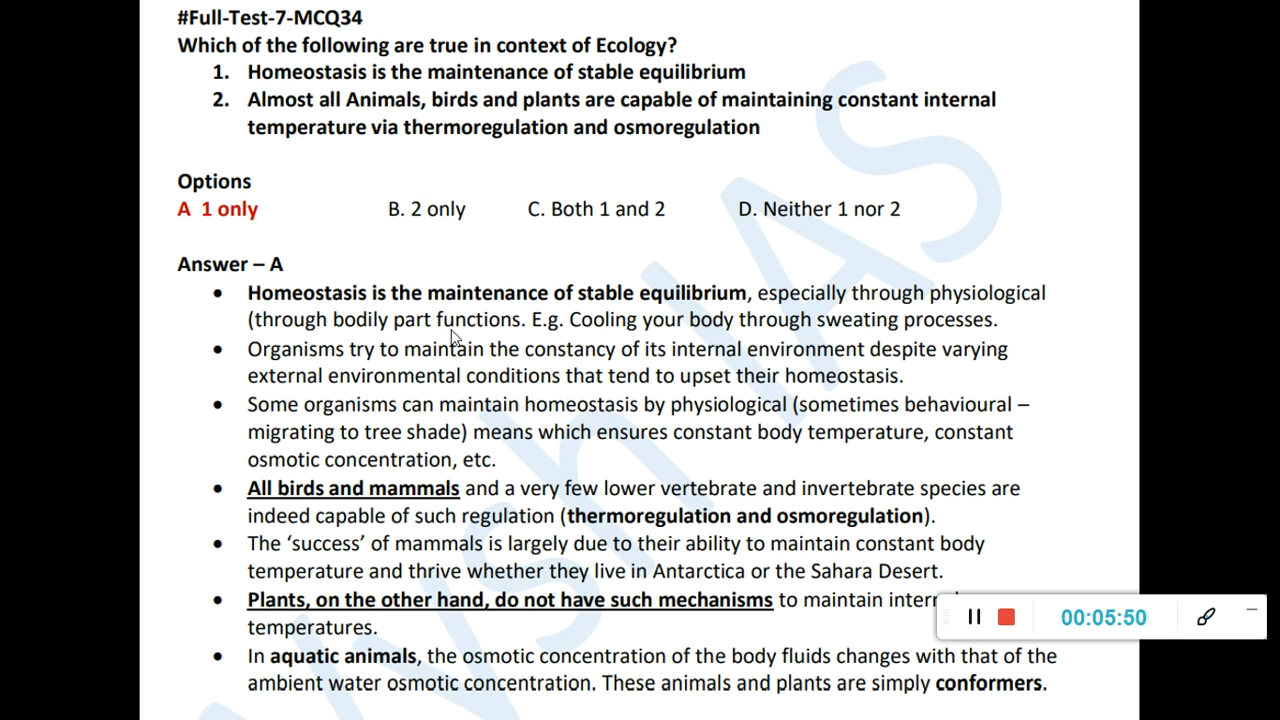 #Full-Test-7-MCQ34
Which of the following are true in context of Ecology?
1. Homeostasis is the maintenance of stable equilibrium
2. Almost all Animals, birds and plants are capable of maintaining constant internal
temperature via thermoregulation and osmoregulation
Options
A 1 only B. 2 only C. Both 1 and 2 D. Neither 1 nor 2
Answer – A
• Homeostasis is the maintenance of stable equilibrium, especially through physiological
(through bodily part functions. E.g. Cooling your body through sweating processes.
• Organisms try to maintain the constancy of its internal environment despite varying
external environmental conditions that tend to upset their homeostasis.
• Some organisms can maintain homeostasis by physiological (sometimes behavioural –
migrating to tree shade) means which ensures constant body temperature, constant
osmotic concentration, etc.
• All birds and mammals and a very few lower vertebrate and invertebrate species are
indeed capable of such regulation (thermoregulation and osmoregulation).
• The ‘success’ of mammals is largely due to their ability to maintain constant body
temperature and thrive whether they live in Antarctica or the Sahara Desert.
• Plants, on the other hand, do not have such mechanisms to maintain
temperatures.
• In aquatic animals, the osmotic concentration of the body fluids changes with that of the
ambient water osmotic concentration. These animals and plants are simply conformers.
00:05:50